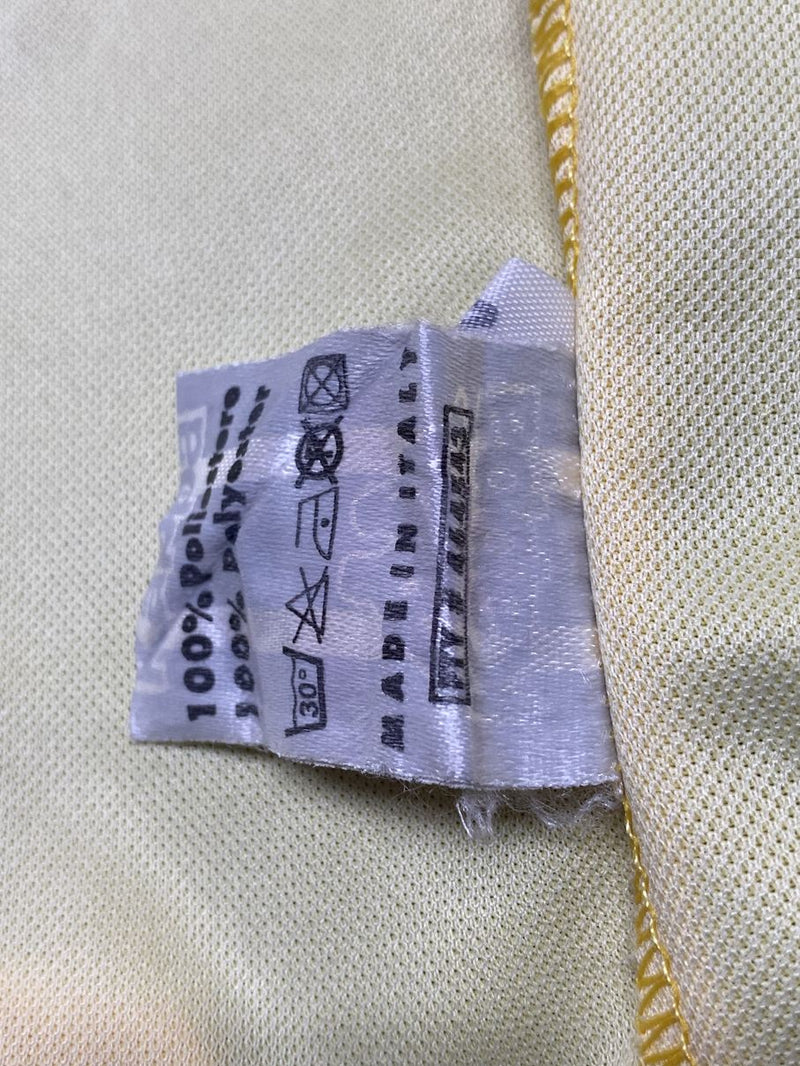 100% Poliestere
100% Polyester
30°
MADE IN ITALY